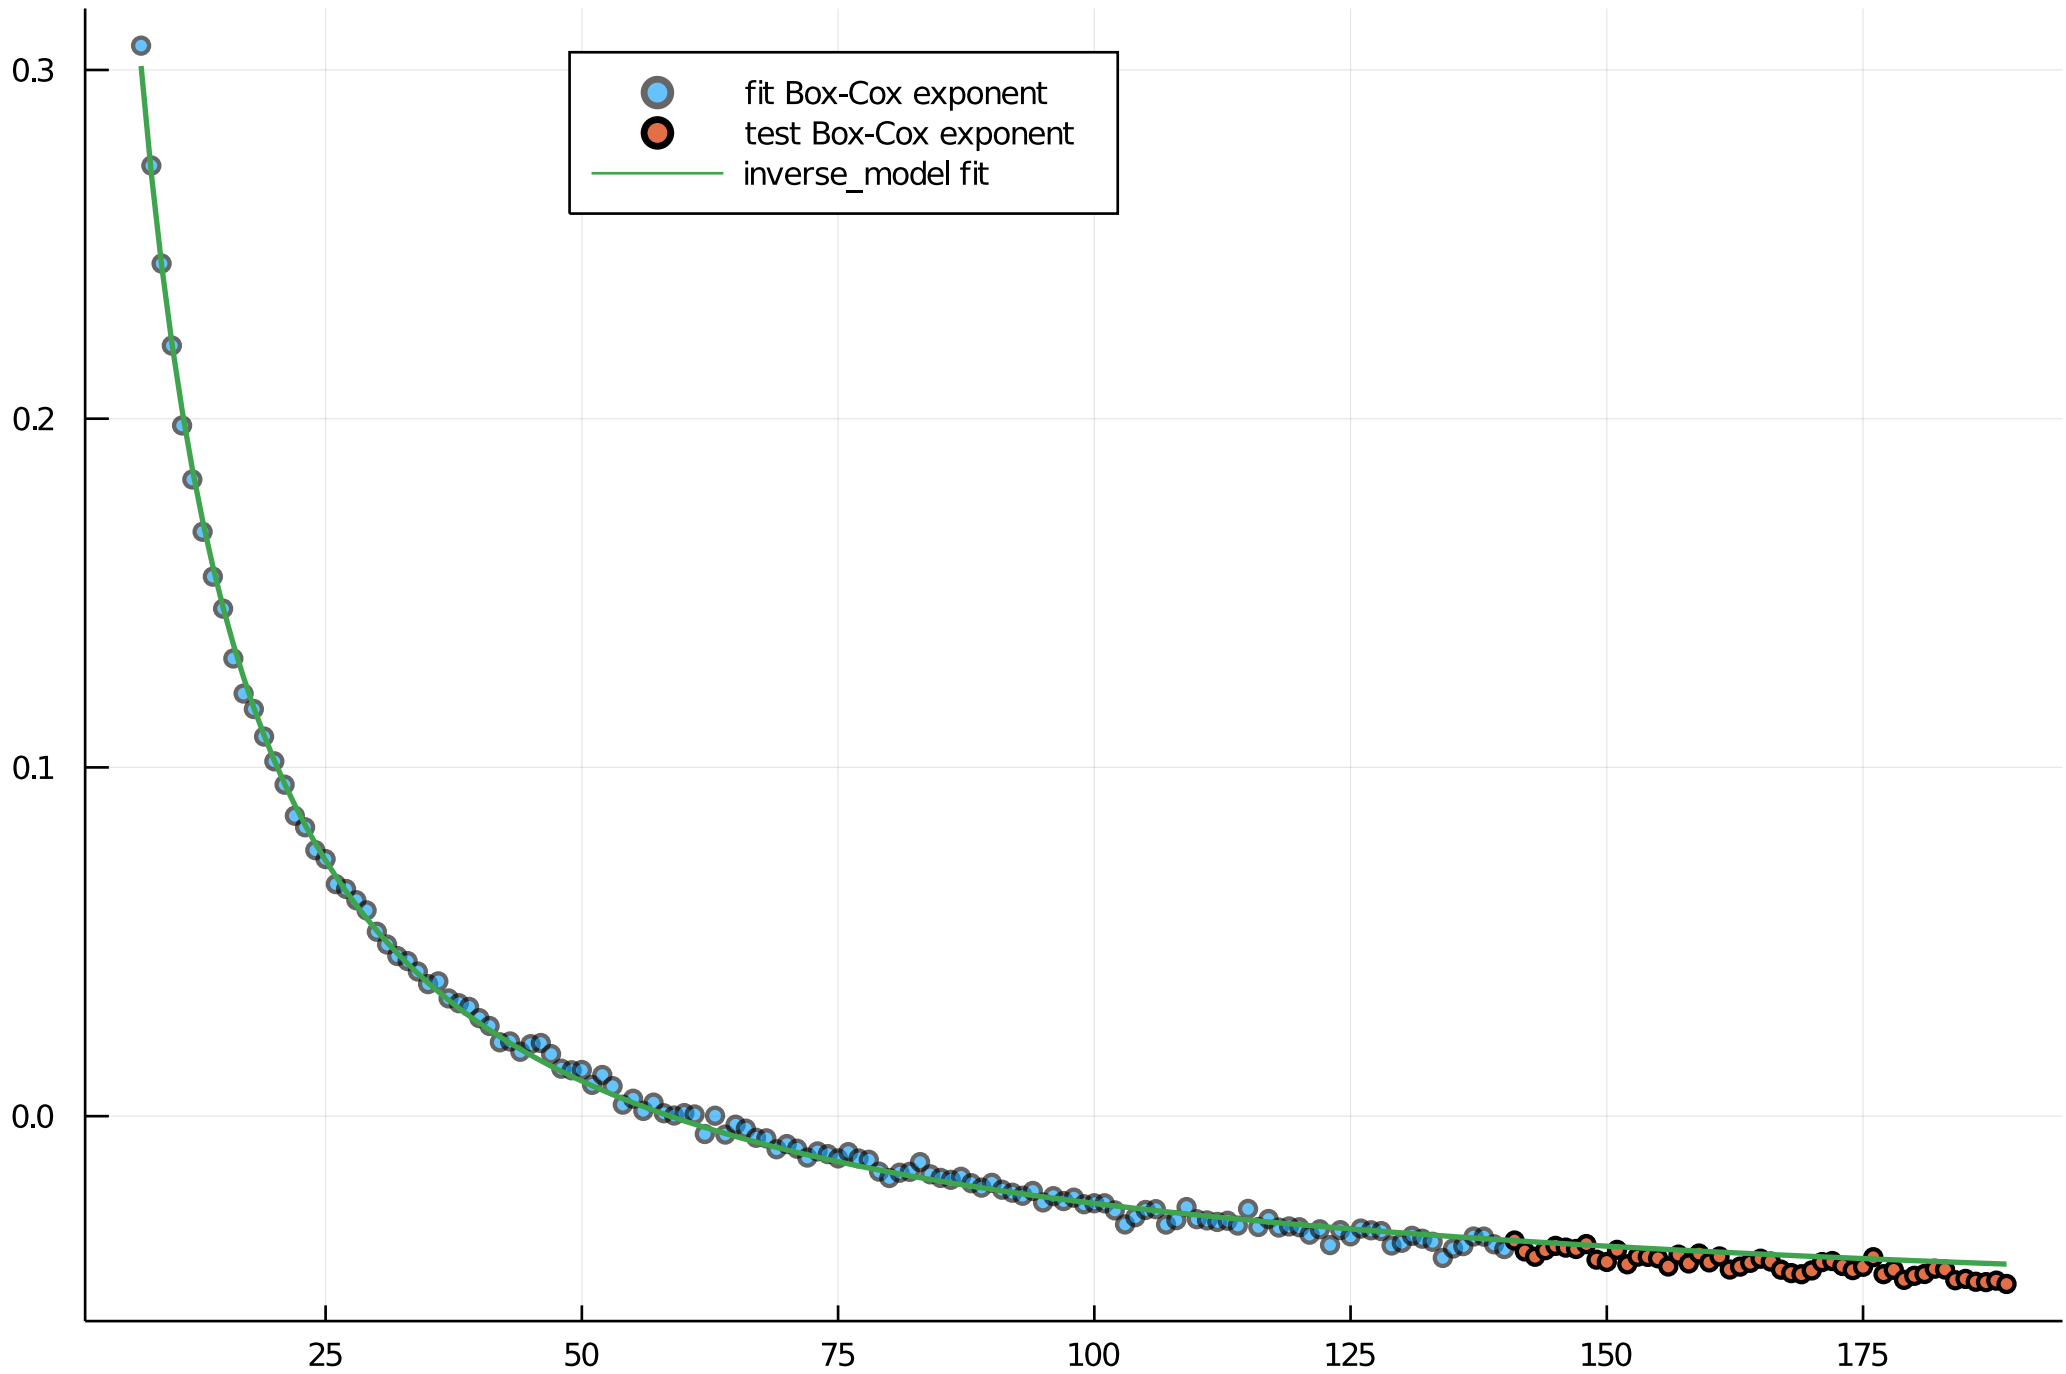 0.3
fit Box-Cox exponent
test Box-Cox exponent
inverse_model fit
0.2
0.1
0.0
25 50 75 100 125 150 175